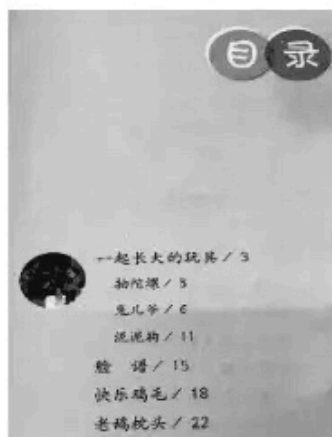 目录
一起长大的玩具 / 3
抽陀螺 / 5
兔儿爷 / 6
泥泥狗 / 11
脸 谱 / 15
快乐鸡毛 / 18
老鸹枕头 / 22